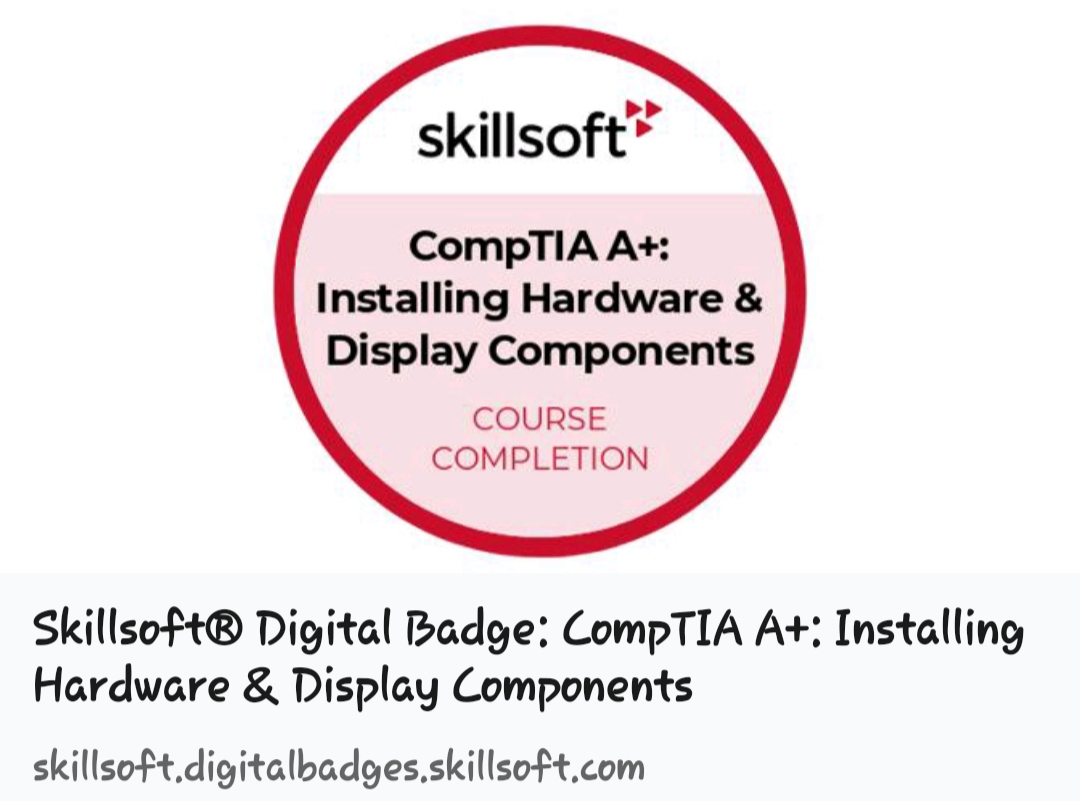 skillsoft
CompTIA A+:
Installing Hardware &
Display Components
COURSE
COMPLETION
Skillsoft® Digital Badge: CompTIA A+: Installing
Hardware & Display Components
skillsoft.digitalbadges.skillsoft.com